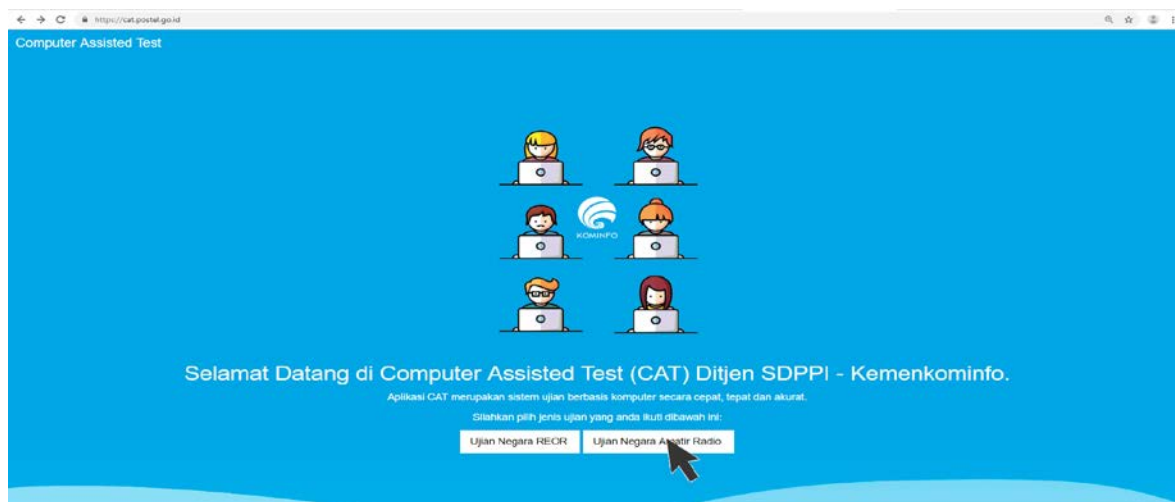 https://cat.postel.go.id
Computer Assisted Test
KOMINFO
Selamat Datang di Computer Assisted Test (CAT) Ditjen SDPPI - Kemenkominfo.
Aplikasi CAT merupakan sistem ujian berbasis komputer secara cepat, tepat dan akurat.
Silahkan pilih jenis ujian yang anda ikuti dibawah ini:
Ujian Negara REOR
Ujian Negara Amatir Radio